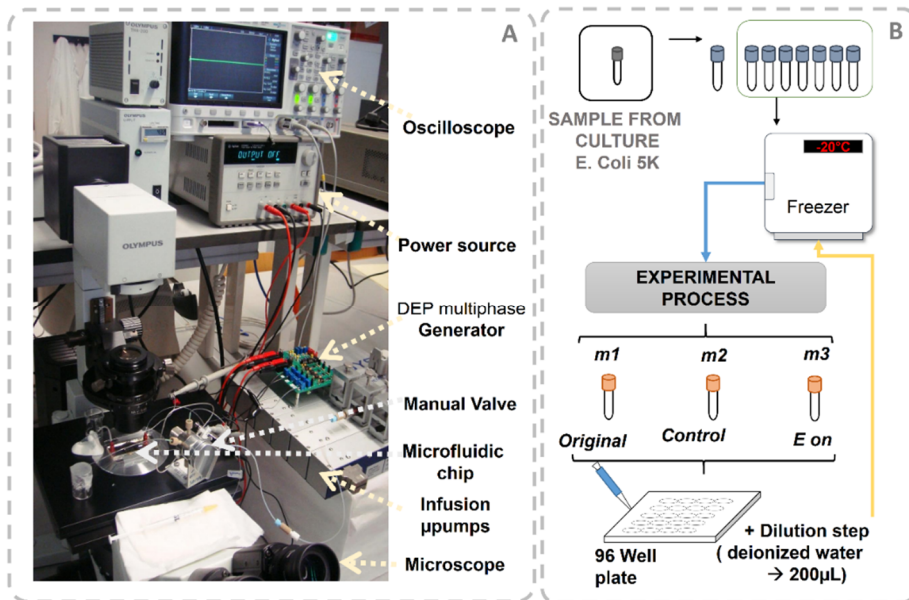 A
OLYMPUS
OLYMPUS
OUTPUT OFF
OLYMPUS
Oscilloscope
Power source
DEP multiphase
Generator
Manual Valve
Microfluidic
chip
Infusion
µpumps
Microscope
B
SAMPLE FROM
CULTURE
E. Coli 5K
-20°C
Freezer
EXPERIMENTAL
PROCESS
m1 m2 m3
Original Control E on
96 Well
plate
+ Dilution step
( deionized water
→ 200µL)